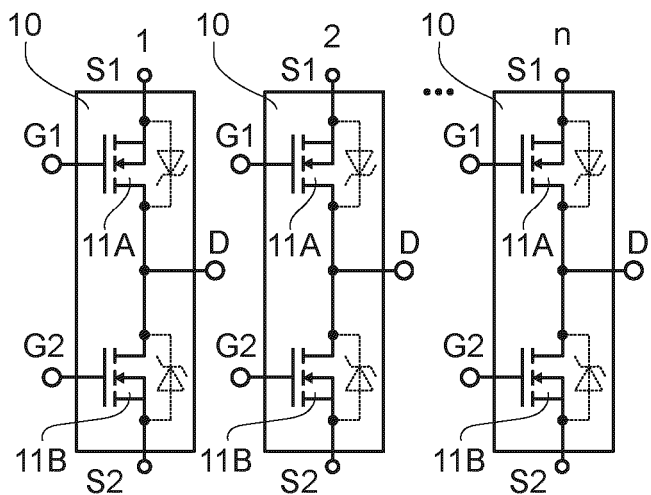 10 1 10 2 10 n
S1 S1 ... S1
G1 G1 G1
11A 11A 11A
D D D
G2 G2 G2
11B 11B 11B
S2 S2 S2